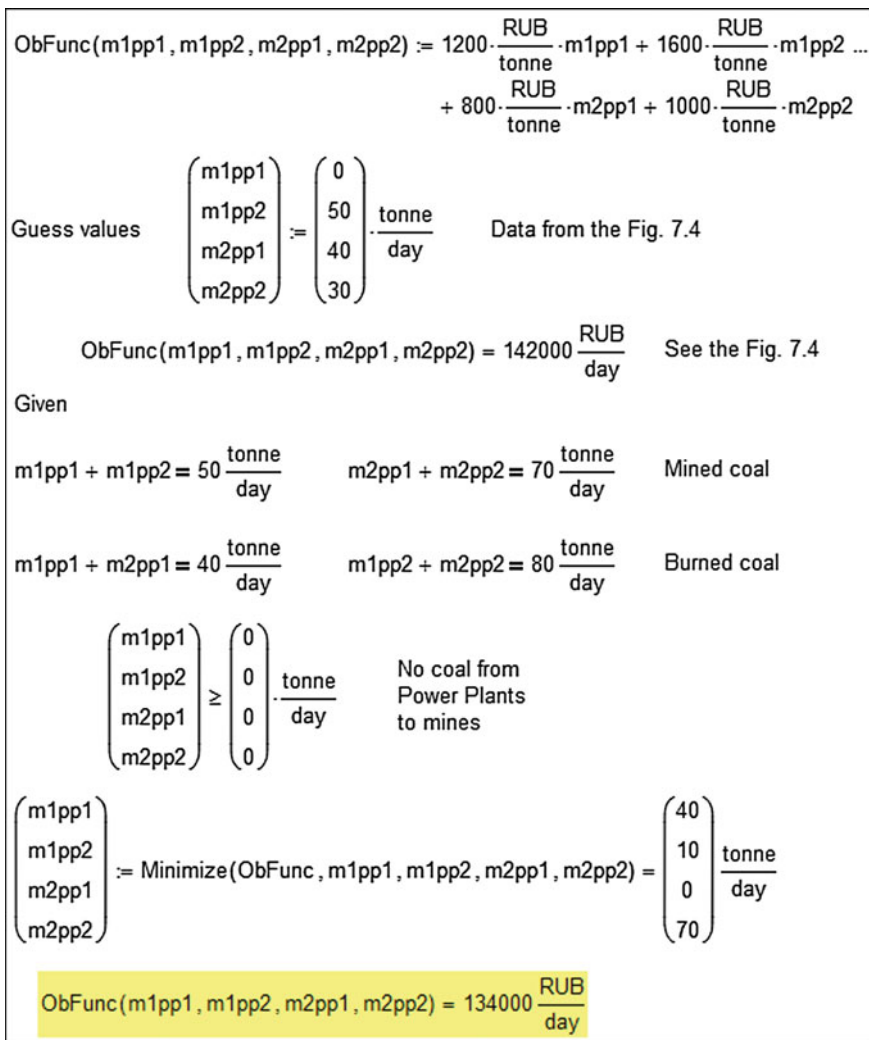 ObFunc(m1pp1, m1pp2, m2pp1, m2pp2) := 1200·RUB/tonne·m1pp1 + 1600·RUB/tonne·m1pp2 ...
+ 800·RUB/tonne·m2pp1 + 1000·RUB/tonne·m2pp2
Guess values (m1pp1 m1pp2 m2pp1 m2pp2) := (0 50 40 30)·tonne/day Data from the Fig. 7.4
ObFunc(m1pp1, m1pp2, m2pp1, m2pp2) = 142000 RUB/day See the Fig. 7.4
Given
m1pp1 + m1pp2 = 50 tonne/day m2pp1 + m2pp2 = 70 tonne/day Mined coal
m1pp1 + m2pp1 = 40 tonne/day m1pp2 + m2pp2 = 80 tonne/day Burned coal
(m1pp1 m1pp2 m2pp1 m2pp2) ≥ (0 0 0 0)·tonne/day No coal from
Power Plants
to mines
(m1pp1 m1pp2 m2pp1 m2pp2) := Minimize(ObFunc, m1pp1, m1pp2, m2pp1, m2pp2) = (40 10 0 70) tonne/day
ObFunc(m1pp1, m1pp2, m2pp1, m2pp2) = 134000 RUB/day